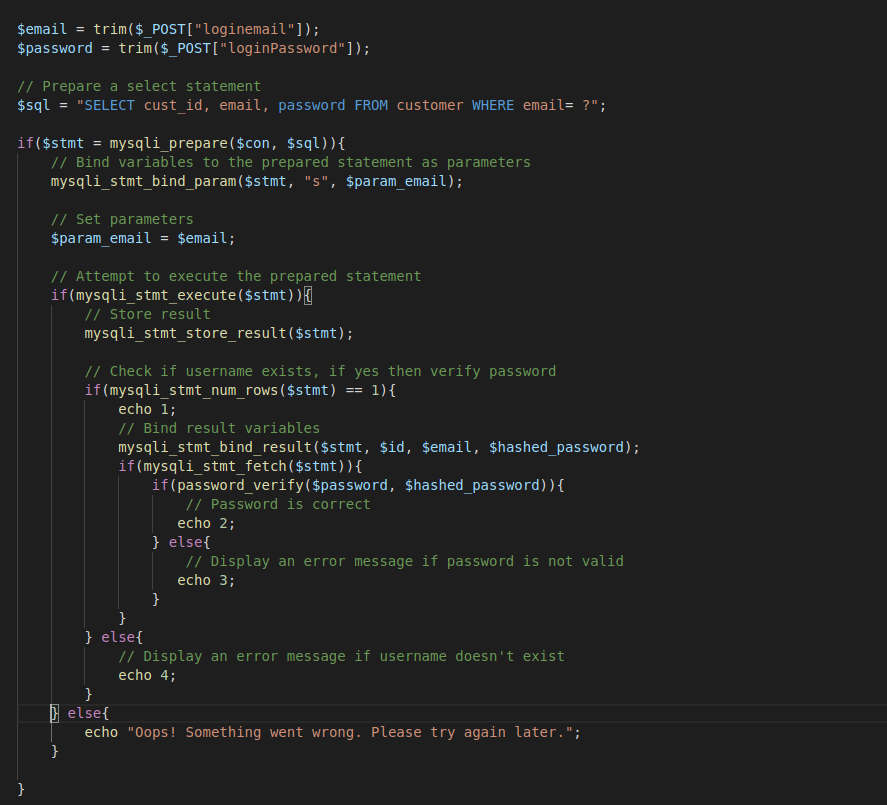 $email = trim($_POST["loginemail"]);
$password = trim($_POST["loginPassword"]);
// Prepare a select statement
$sql = "SELECT cust_id, email, password FROM customer WHERE email= ?";
if($stmt = mysqli_prepare($con, $sql)){
// Bind variables to the prepared statement as parameters
mysqli_stmt_bind_param($stmt, "s", $param_email);
// Set parameters
$param_email = $email;
// Attempt to execute the prepared statement
if(mysqli_stmt_execute($stmt)){
// Store result
mysqli_stmt_store_result($stmt);
// Check if username exists, if yes then verify password
if(mysqli_stmt_num_rows($stmt) == 1){
echo 1;
// Bind result variables
mysqli_stmt_bind_result($stmt, $id, $email, $hashed_password);
if(mysqli_stmt_fetch($stmt)){
if(password_verify($password, $hashed_password)){
// Password is correct
echo 2;
} else{
// Display an error message if password is not valid
echo 3;
}
}
} else{
// Display an error message if username doesn't exist
echo 4;
}
} else{
echo "Oops! Something went wrong. Please try again later.";
}
}